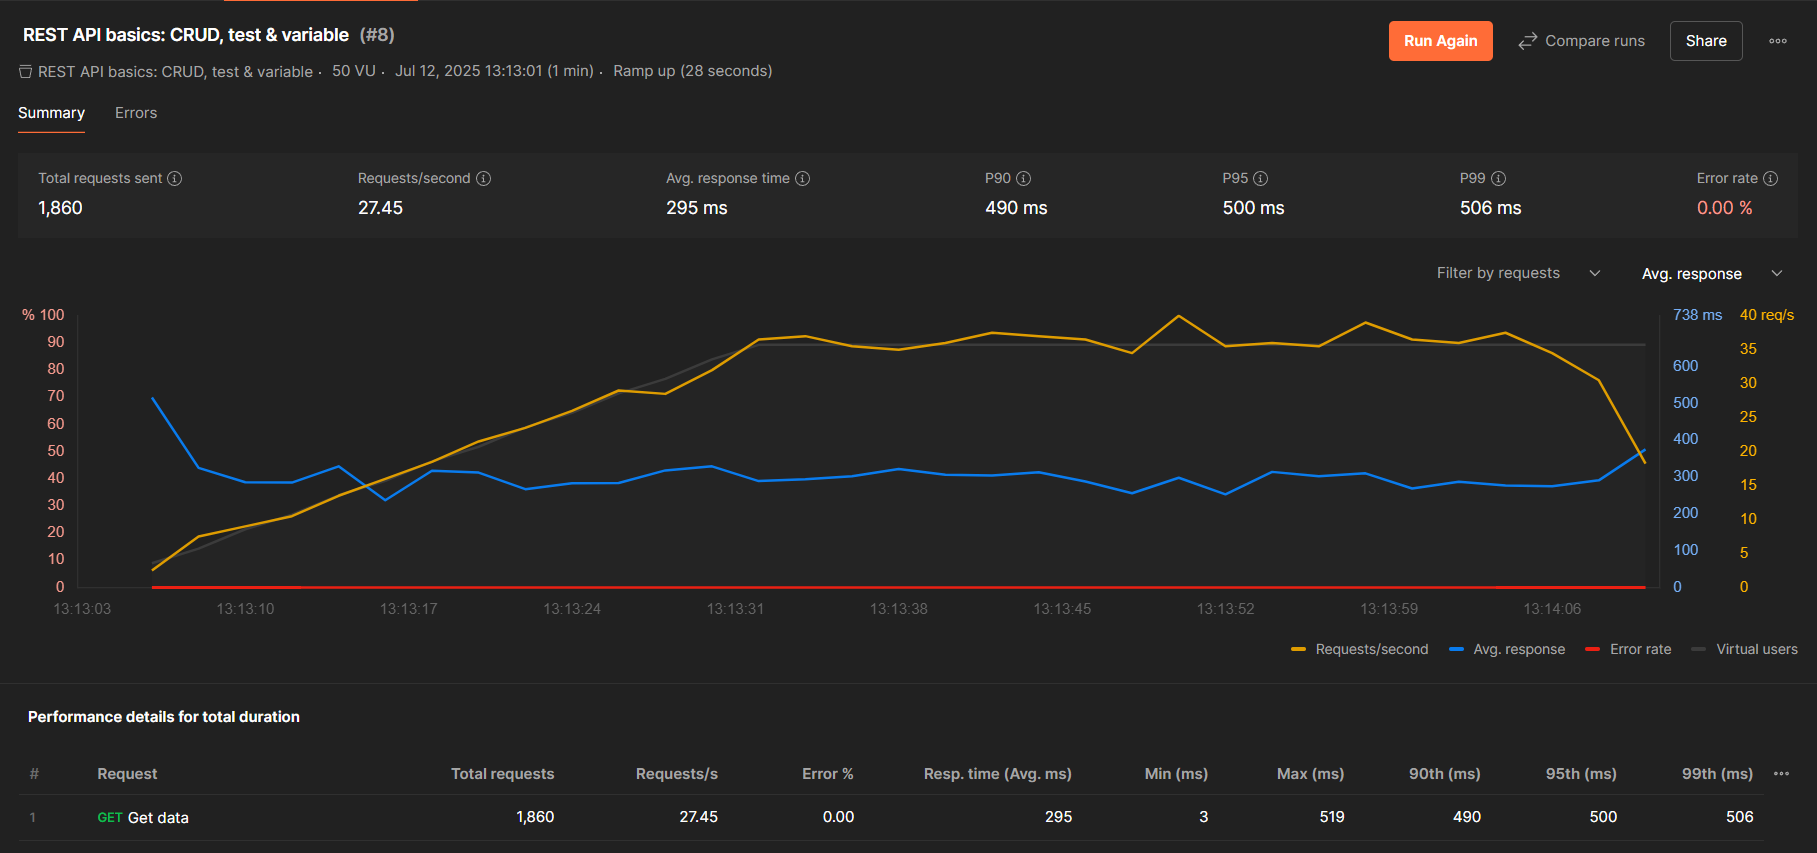 REST API basics: CRUD, test & variable (#8)
Run Again
Compare runs
Share
REST API basics: CRUD, test & variable · 50 VU · Jul 12, 2025 13:13:01 (1 min) · Ramp up (28 seconds)
Summary Errors
Total requests sent Requests/second Avg. response time P90 P95 P99 Error rate
1,860 27.45 295 ms 490 ms 500 ms 506 ms 0.00 %
Filter by requests Avg. response
% 100 738 ms 40 req/s
90 35
80 600 30
70 500 25
60 400 20
50 300 15
40 200 10
30 100 5
20 0 0
10
0
13:13:03 13:13:10 13:13:17 13:13:24 13:13:31 13:13:38 13:13:45 13:13:52 13:13:59 13:14:06
Requests/second Avg. response Error rate Virtual users
Performance details for total duration
# Request Total requests Requests/s Error % Resp. time (Avg. ms) Min (ms) Max (ms) 90th (ms) 95th (ms) 99th (ms)
1 GET Get data 1,860 27.45 0.00 295 3 519 490 500 506